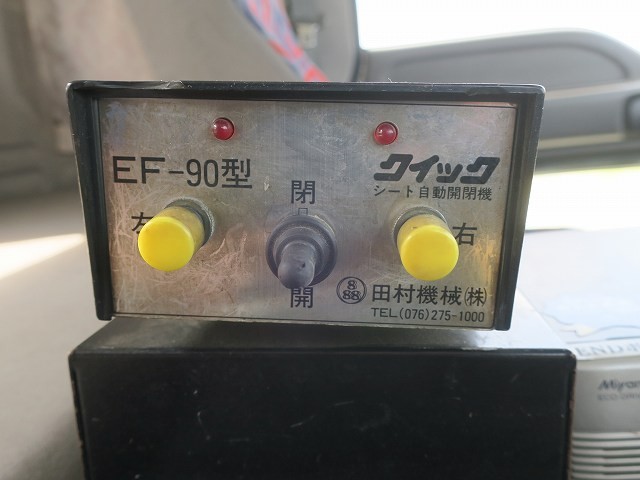 EF-90型
クイック
シート自動開閉機
左
閉
右
開
田村機械(株)
TEL(076)275-1000